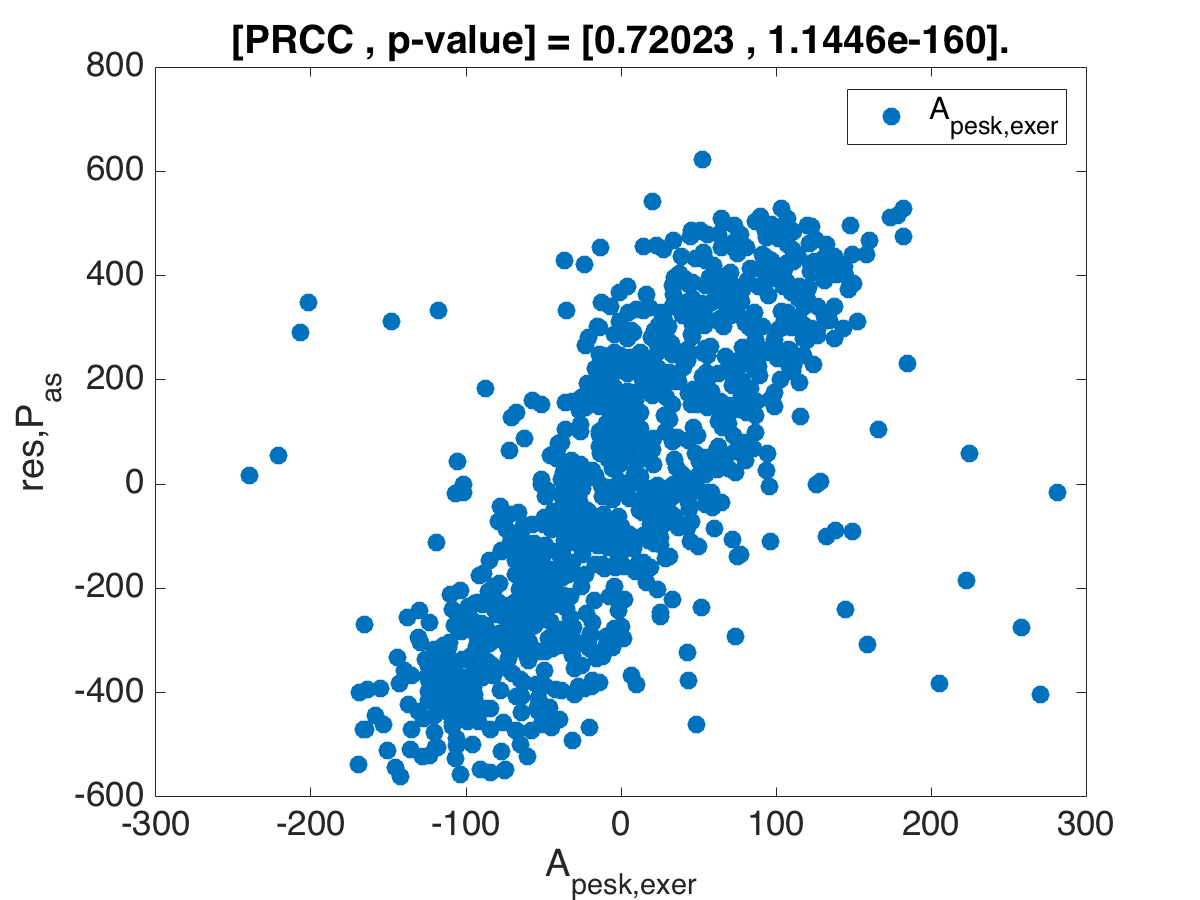 [PRCC , p-value] = [0.72023 , 1.1446e-160].
800
600
400
200
0
-200
-400
-600
res,P_as
A_pesk,exer
-300 -200 -100 0 100 200 300
A_pesk,exer